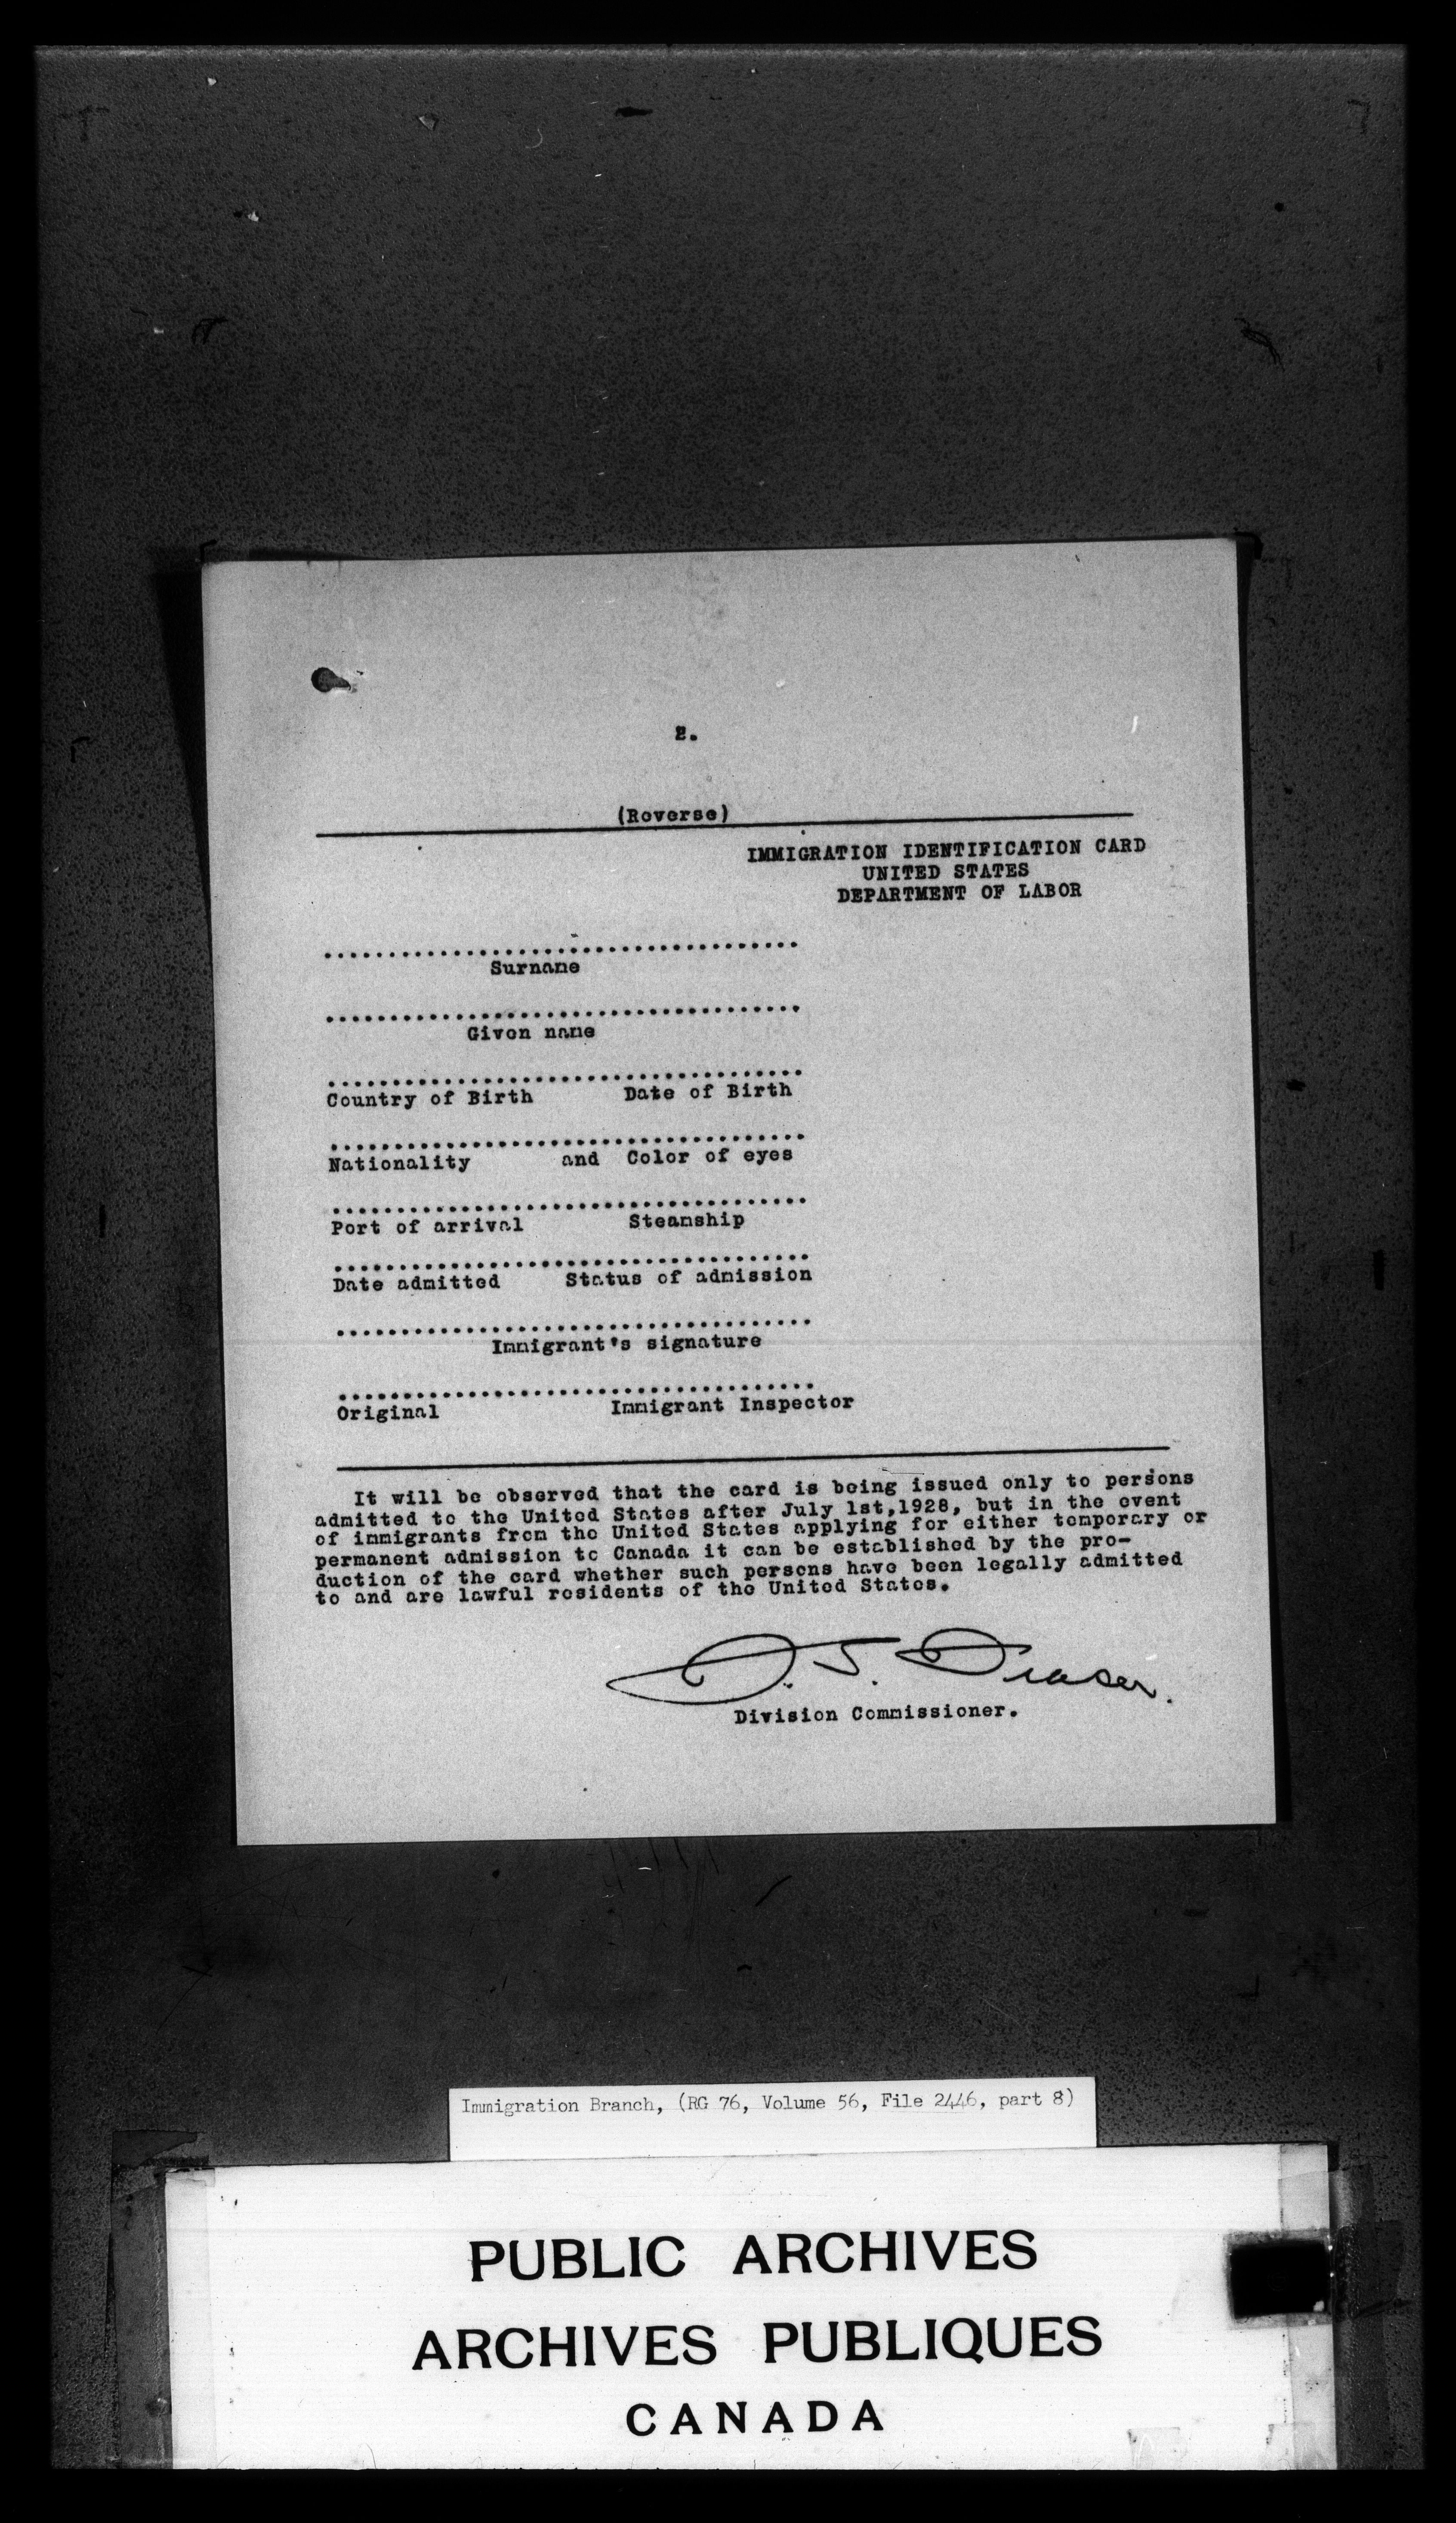 2.
(Reverse)
IMMIGRATION IDENTIFICATION CARD
UNITED STATES
DEPARTMENT OF LABOR
......................................
Surname
......................................
Given name
......................................
Country of Birth Date of Birth
......................................
Nationality and Color of eyes
......................................
Port of arrival Steamship
......................................
Date admitted Status of admission
......................................
Immigrant's signature
......................................
Original Immigrant Inspector
It will be observed that the card is being issued only to persons
admitted to the United States after July 1st,1928, but in the event
of immigrants from the United States applying for either temporary or
permanent admission to Canada it can be established by the pro-
duction of the card whether such persons have been legally admitted
to and are lawful residents of the United States.
Fraser.
Division Commissioner.
Immigration Branch, (RG 76, Volume 56, File 2446, part 8)
PUBLIC ARCHIVES
ARCHIVES PUBLIQUES
CANADA